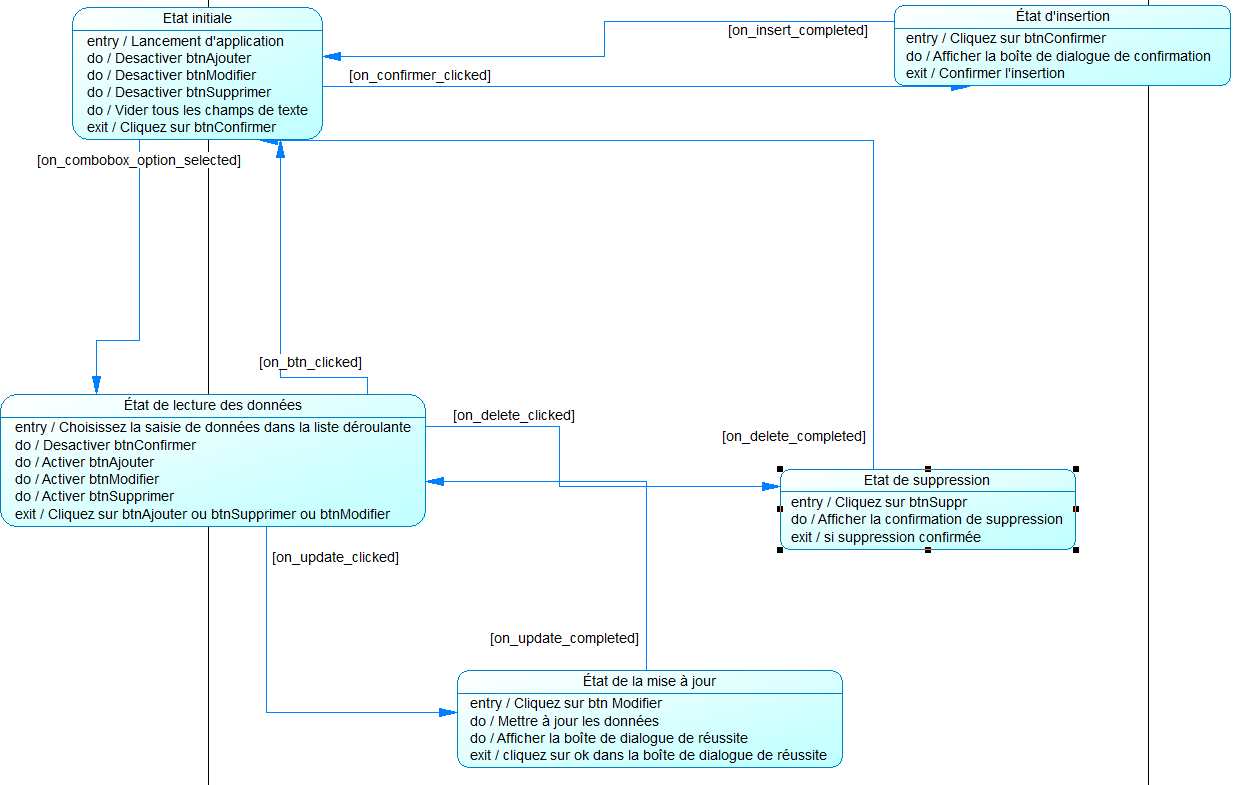 Etat initiale
entry / Lancement d'application
do / Desactiver btnAjouter
do / Desactiver btnModifier
do / Desactiver btnSupprimer
do / Vider tous les champs de texte
exit / Cliquez sur btnConfirmer
[on_insert_completed]
[on_confirmer_clicked]
État d'insertion
entry / Cliquez sur btnConfirmer
do / Afficher la boîte de dialogue de confirmation
exit / Confirmer l'insertion
[on_combobox_option_selected]
[on_btn_clicked]
État de lecture des données
entry / Choisissez la saisie de données dans la liste déroulante
do / Desactiver btnConfirmer
do / Activer btnAjouter
do / Activer btnModifier
do / Activer btnSupprimer
exit / Cliquez sur btnAjouter ou btnSupprimer ou btnModifier
[on_delete_clicked]
[on_delete_completed]
Etat de suppression
entry / Cliquez sur btnSuppr
do / Afficher la confirmation de suppression
exit / si suppression confirmée
[on_update_clicked]
[on_update_completed]
État de la mise à jour
entry / Cliquez sur btn Modifier
do / Mettre à jour les données
do / Afficher la boîte de dialogue de réussite
exit / cliquez sur ok dans la boîte de dialogue de réussite